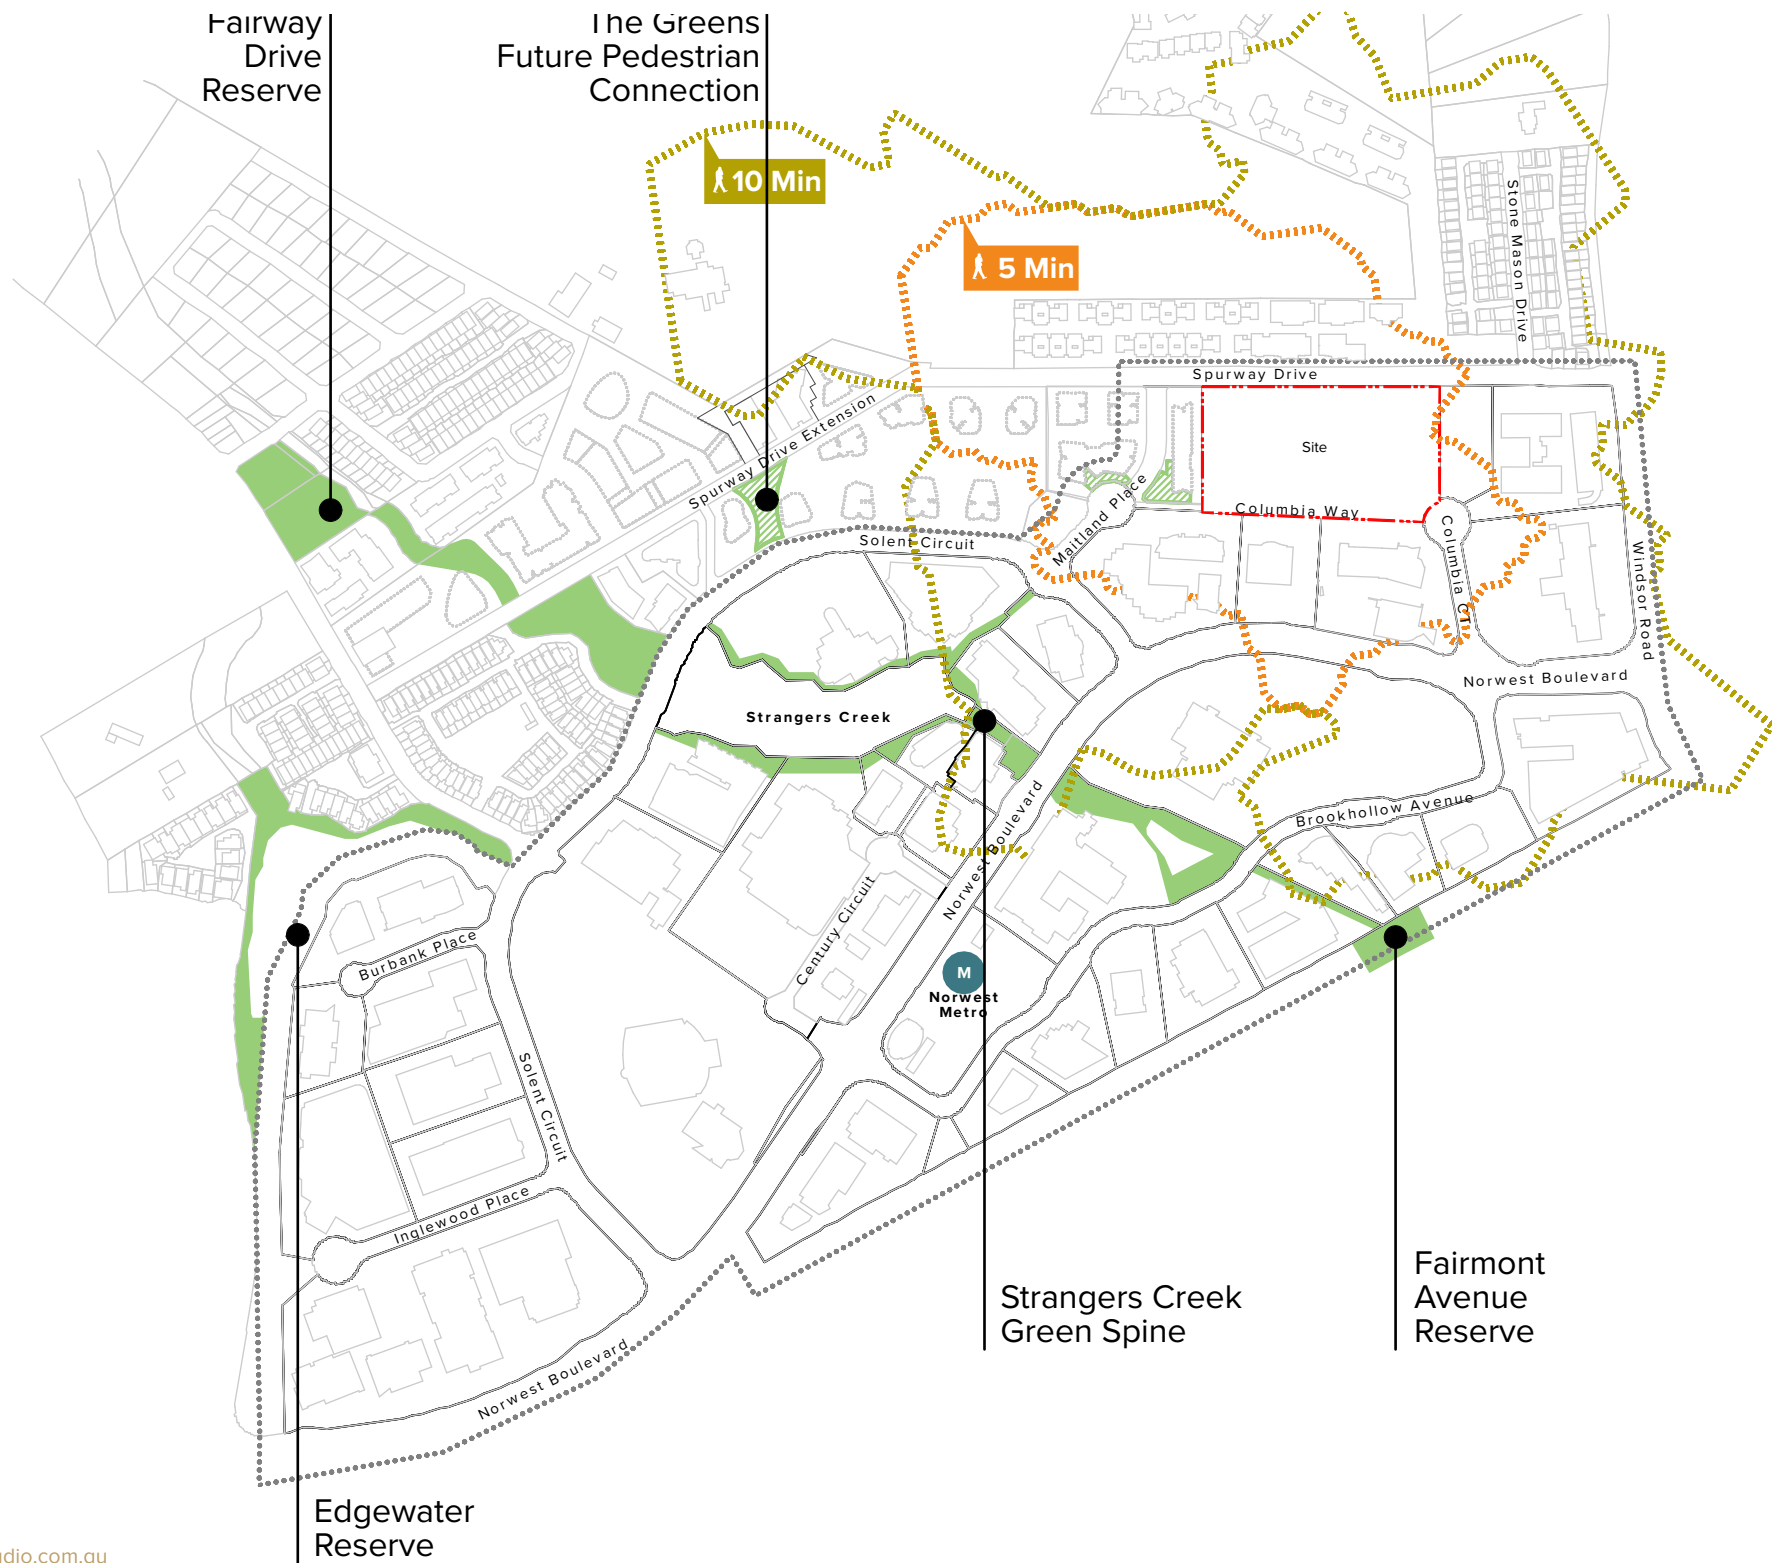 Fairway
Drive
Reserve
The Greens
Future Pedestrian
Connection
10 Min
5 Min
Stone Mason Drive
Spurway Drive
Site
Spurway Drive Extension
Columbia Way
Maitland Place
Solent Circuit
Columbia CT
Windsor Road
Norwest Boulevard
Strangers Creek
Norwest Boulevard
Brookhollow Avenue
Century Circuit
Burbank Place
M
Norwest
Metro
Solent Circuit
Inglewood Place
Norwest Boulevard
Strangers Creek
Green Spine
Fairmont
Avenue
Reserve
Edgewater
Reserve
dio.com.au